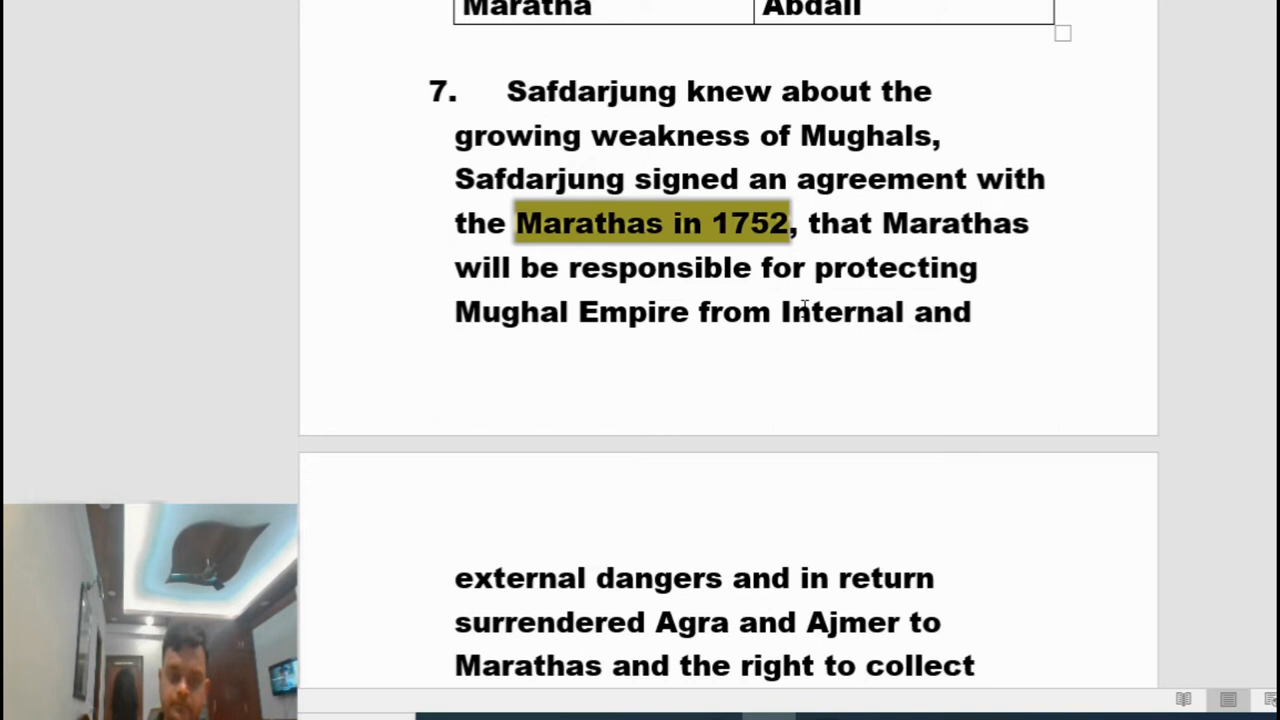 Maratha Abdali
7. Safdarjung knew about the
growing weakness of Mughals,
Safdarjung signed an agreement with
the Marathas in 1752, that Marathas
will be responsible for protecting
Mughal Empire from Internal and
external dangers and in return
surrendered Agra and Ajmer to
Marathas and the right to collect